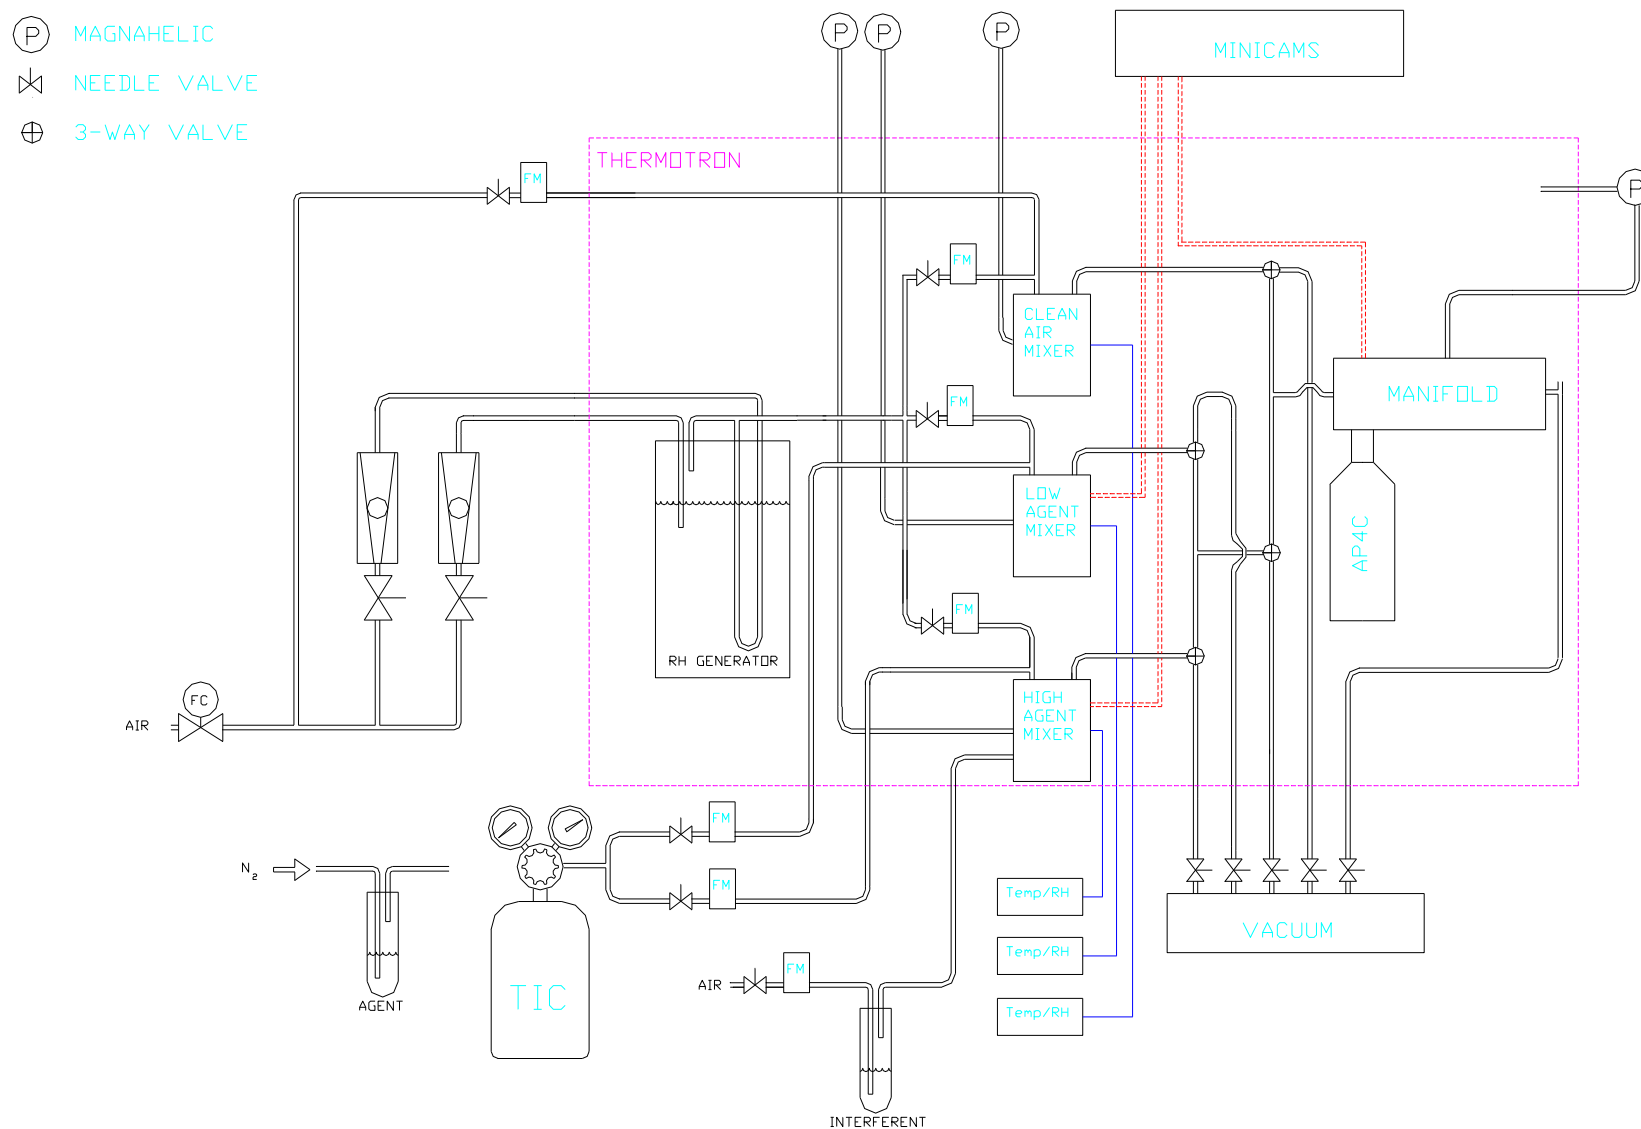 P MAGNAHELIC
NEEDLE VALVE
3-WAY VALVE
P
P
P
MINICAMS
THERMOTRON
FM
P
FM
CLEAN
AIR
MIXER
MANIFOLD
FM
LOW
AGENT
MIXER
AP4C
FM
RH GENERATOR
HIGH
AGENT
MIXER
FC
AIR
FM
N2
FM
Temp/RH
VACUUM
Temp/RH
AIR
FM
TIC
AGENT
Temp/RH
INTERFERENT